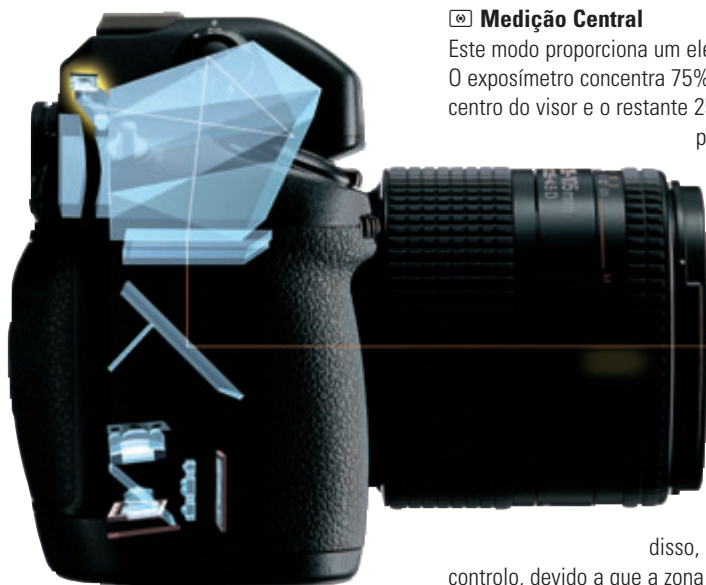 Medição Central
Este modo proporciona um ele
O exposímetro concentra 75%
centro do visor e o restante 2
p
disso,
controlo, devido a que a zona